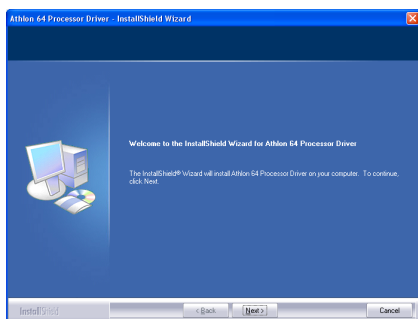 Athlon 64 Processor Driver - InstallShield Wizard
Welcome to the InstallShield Wizard for Athlon 64 Processor Driver
The InstallShield® Wizard will install Athlon 64 Processor Driver on your computer. To continue,
click Next.
InstallShield
< Back
Next >
Cancel